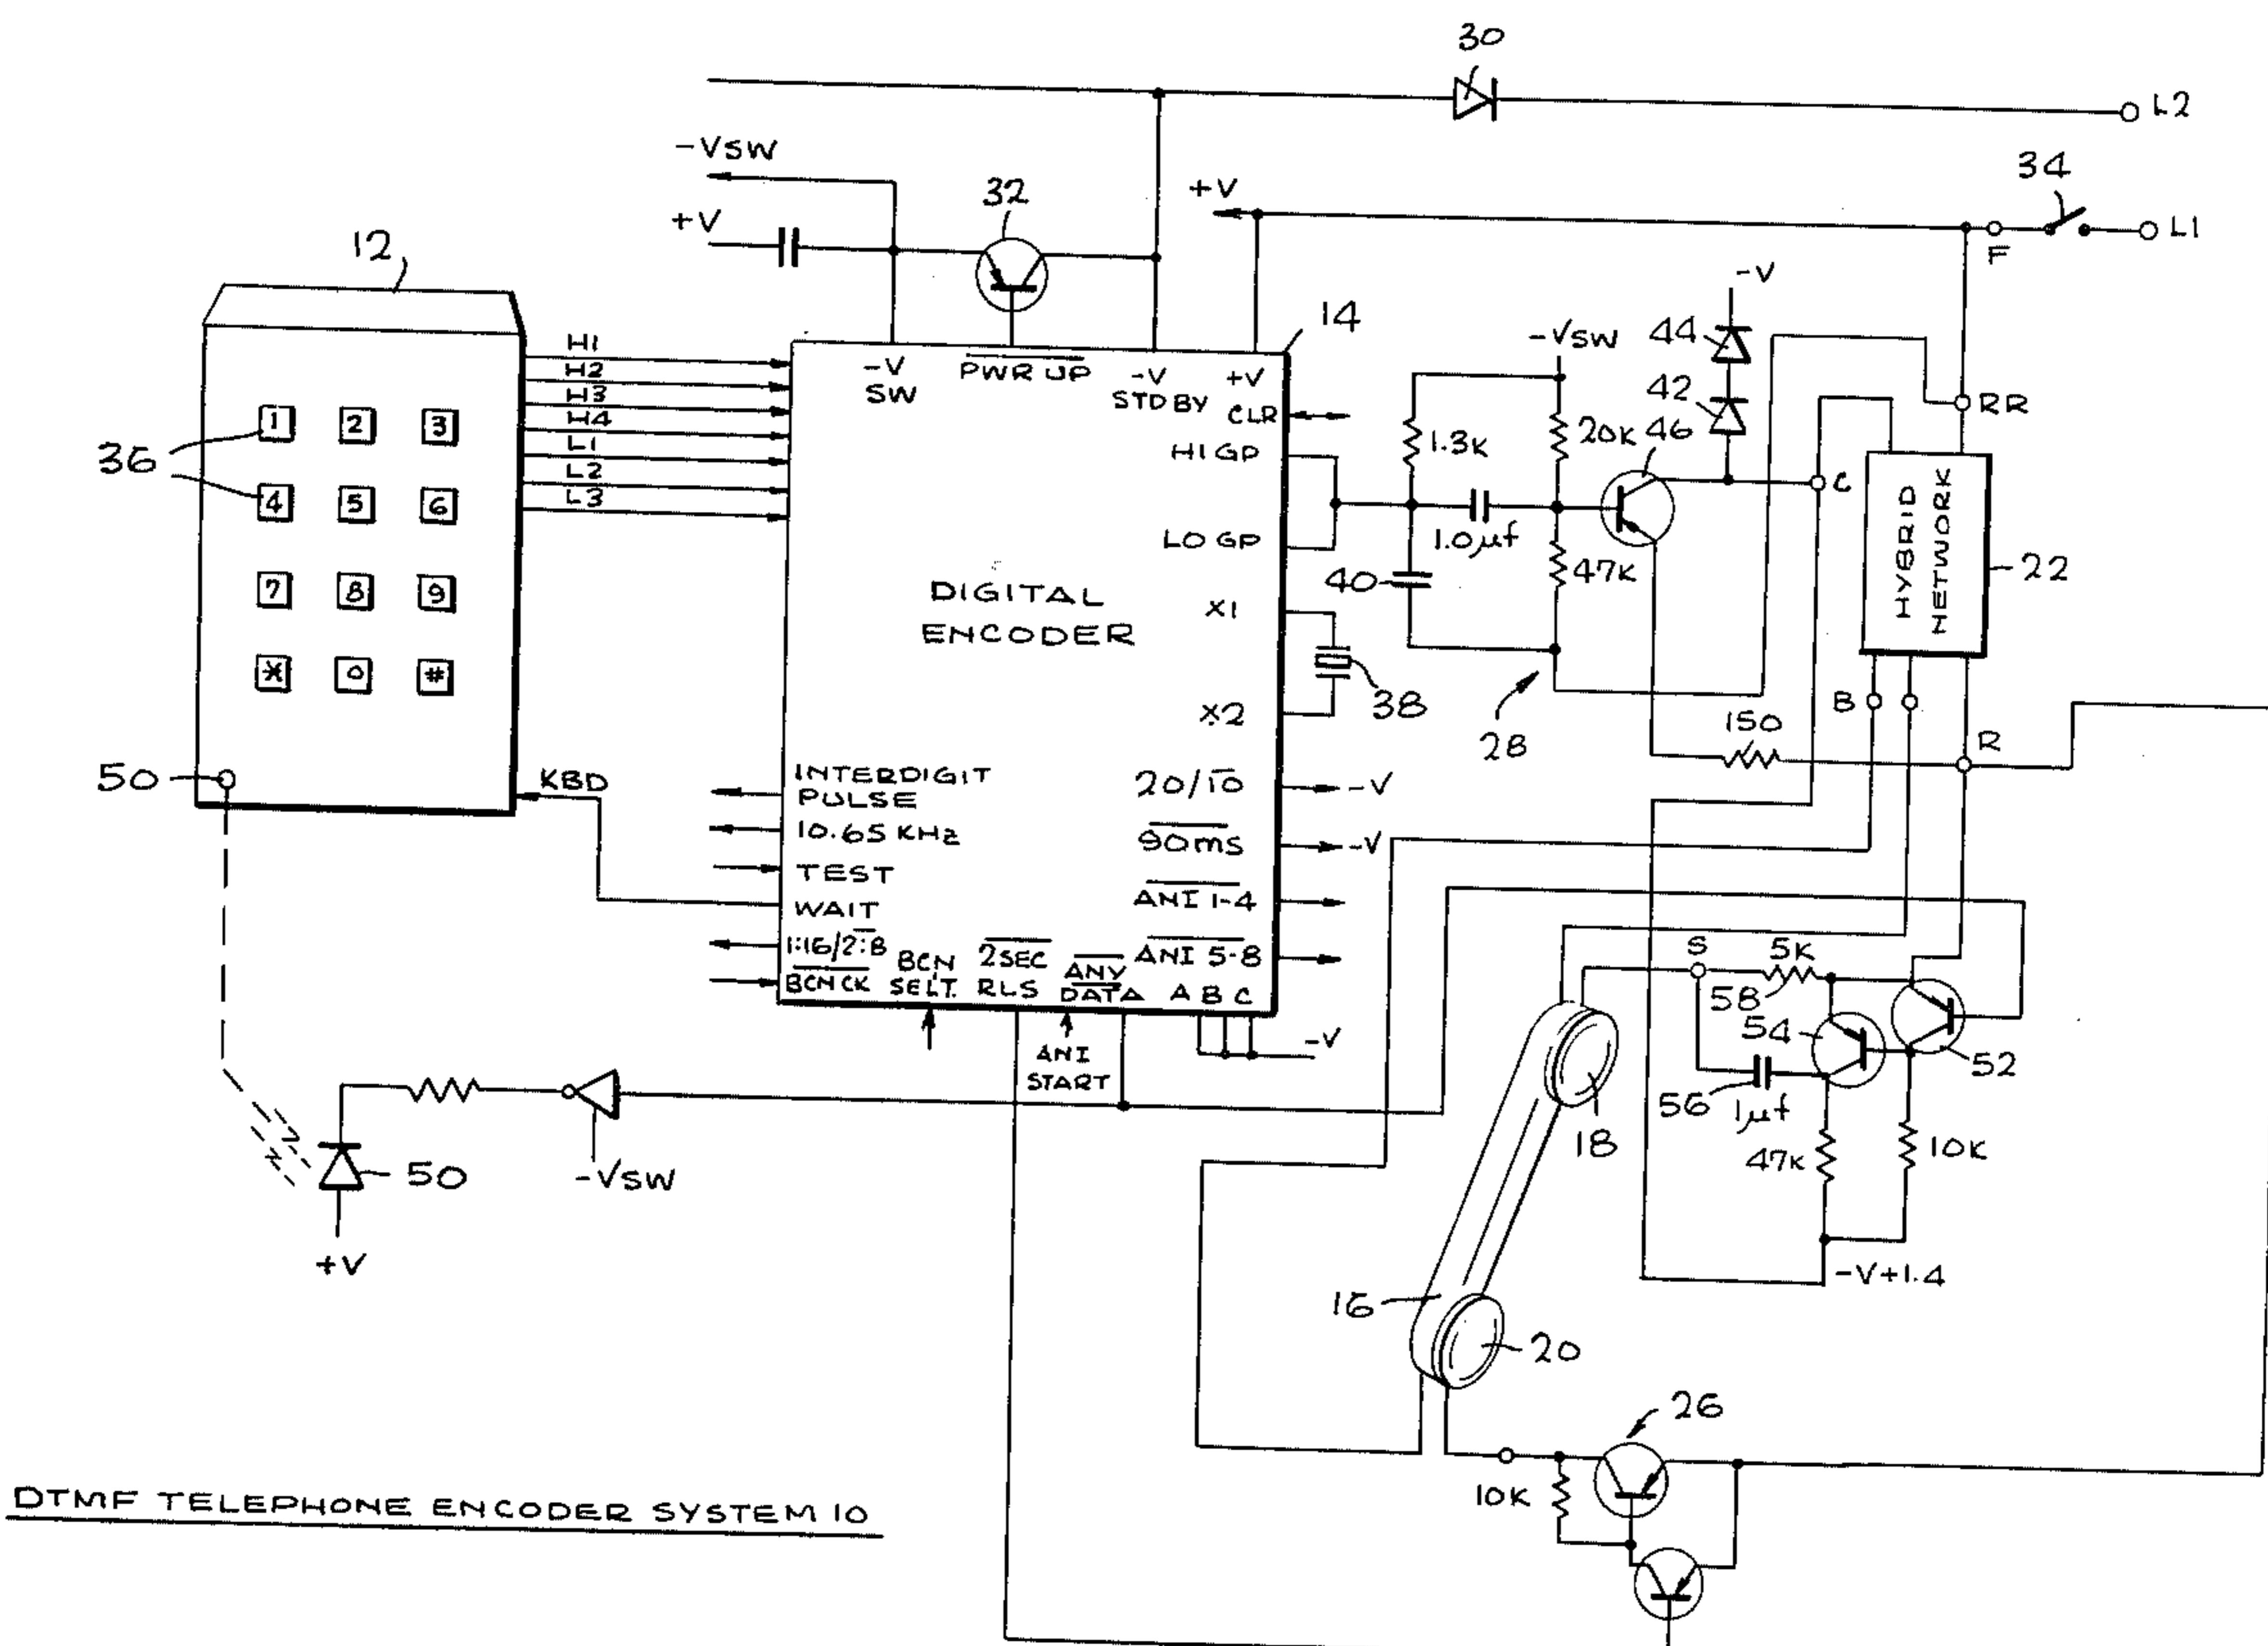 30
L2
-VSW
34
+V
32
+V
L1
F
12
-V
14
44
-VSW
H1
-V SW
PWR UP
-V STDBY
+V
RR
H2
42
H3
CLR
H4
1.3K
20K
46
1
2
3
L1
HI GP
36
L2
C
4
5
6
L3
HYBRID NETWORK
LO GP
1.0µf
22
40
47K
7
8
9
DIGITAL
ENCODER
X1
*
0
#
38
X2
B
28
150
R
50
KBD
INTERDIGIT
PULSE
20/10
-V
10.65 KHz
90ms
-V
TEST
WAIT
ANI 1-4
1:16/2:8
BCN
SELT.
2SEC
RLS
ANY
DATA
ANI 5-8
S
5K
BCN CK
A B C
58
54
52
ANI
START
-V
56
1µf
18
10K
50
-VSW
47K
+V
-V+1.4
16
20
26
10K
DTMF TELEPHONE ENCODER SYSTEM 10